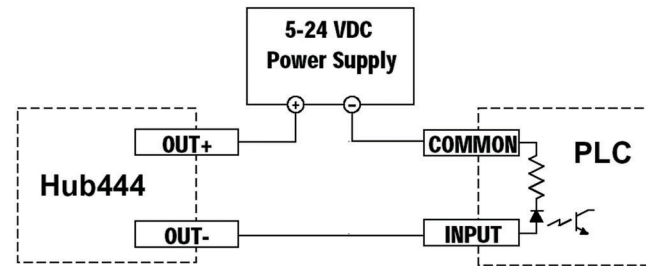 5-24 VDC
Power Supply
+ −
OUT+
COMMON
PLC
Hub444
OUT-
INPUT